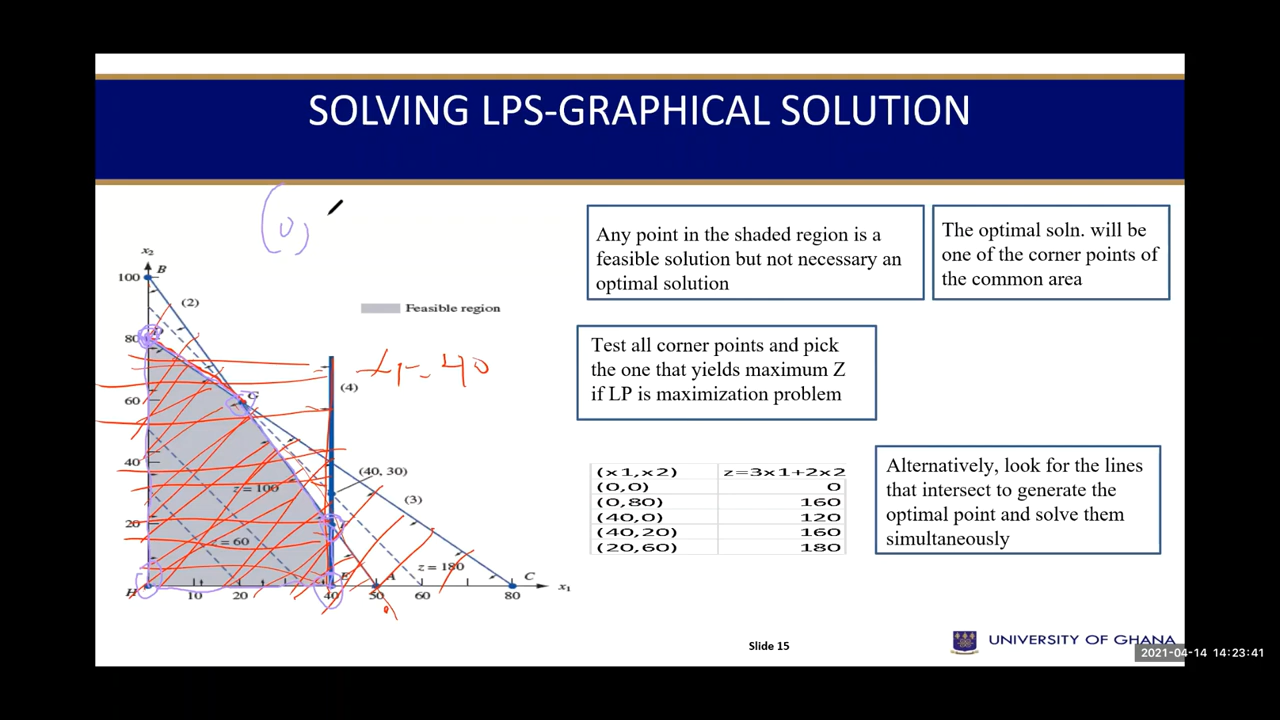 SOLVING LPS-GRAPHICAL SOLUTION
(0,
Any point in the shaded region is a
feasible solution but not necessary an
optimal solution
The optimal soln. will be
one of the corner points of
the common area
x2
100
B
(2)
Feasible region
80
= 40
(4)
Test all corner points and pick
the one that yields maximum Z
if LP is maximization problem
60
G
40
(40, 30)
(3)
z = 100
20
z = 60
z = 180
H
10
20
40
E
50
A
60
80
C
x1
(x1,x2) z=3x1+2x2
(0,0) 0
(0,80) 160
(40,0) 120
(40,20) 160
(20,60) 180
Alternatively, look for the lines
that intersect to generate the
optimal point and solve them
simultaneously
Slide 15
UNIVERSITY OF GHANA
2021-04-14 14:23:41